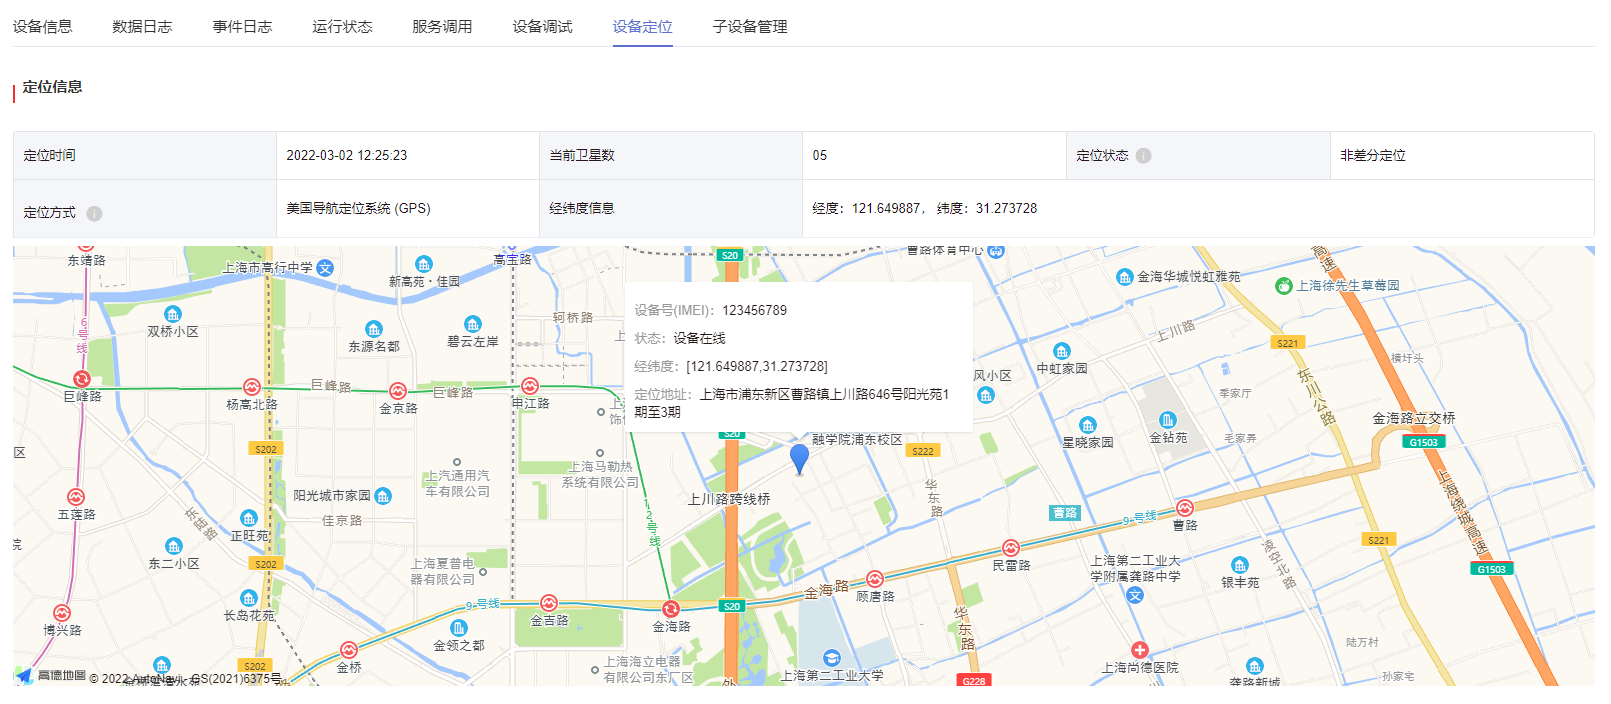 设备信息 数据日志 事件日志 运行状态 服务调用 设备调试 设备定位 子设备管理
定位信息
定位时间 2022-03-02 12:25:23 当前卫星数 05 定位状态 非差分定位
定位方式 美国导航定位系统 (GPS) 经纬度信息 经度：121.649887， 纬度：31.273728
东靖路
上海市高行中学
新高苑·佳园
高宝路
S20
曹路体育中心
金海华城悦虹雅苑
高速
上海徐先生草莓园
双桥小区
6号线
东源名都
碧云左岸
轲桥路
上川路
S221
设备号(IMEI)：123456789
状态：设备在线
经纬度：[121.649887,31.273728]
定位地址：上海市浦东新区曹路镇上川路646号阳光苑1
期至3期
中虹家园
风小区
横圩头
东川公路
季家厅
巨峰路
巨峰路
杨高北路
金京路
巨峰路
申江路
S202
S20
融学院浦东校区
S222
星晓家园
金钻苑
毛家弄
金海路立交桥
G1503
上海马勒热
系统有限公司
上汽通用汽
车有限公司
阳光城市家园
上川路跨线桥
华东路
五莲路
佳京路
12号线
曹路
9号线
曹路
上海绕城高速
正旺苑
东陆路
东二小区
S202
上海夏普电
器有限公司
民雷路
上海第二工业大
学附属龚路中学
凌空北路
银丰苑
S221
G1503
长岛花苑
9号线
金吉路
金海路
S20
金海路
顾唐路
博兴路
金领之都
华东路
金桥
S202
上海海立电器
有限公司东厂区
上海第二工业大学
G228
上海尚德医院
陆万村
龚路新城
孙家宅
高德地图 © 2022 AutoNavi - GS(2021)6375号